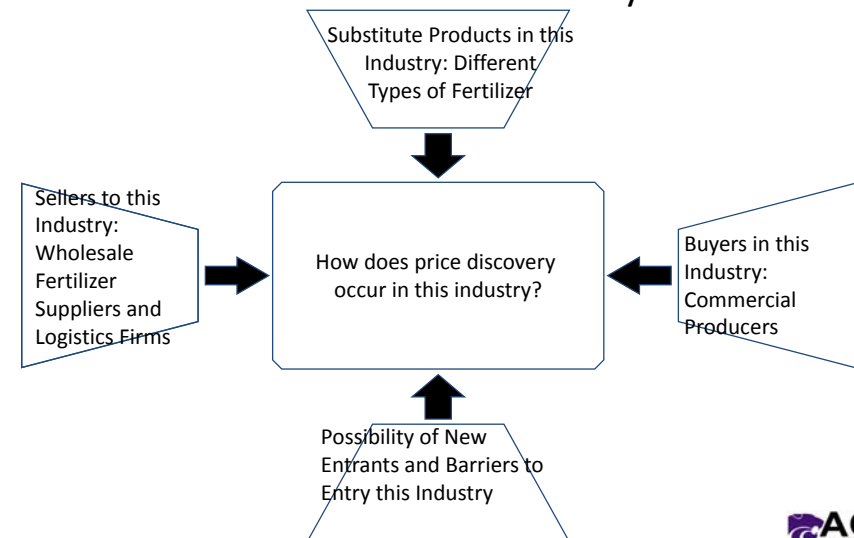 Substitute Products in this
Industry: Different
Types of Fertilizer
Sellers to this
Industry:
Wholesale
Fertilizer
Suppliers and
Logistics Firms
How does price discovery
occur in this industry?
Buyers in this
Industry:
Commercial
Producers
Possibility of New
Entrants and Barriers to
Entry this Industry